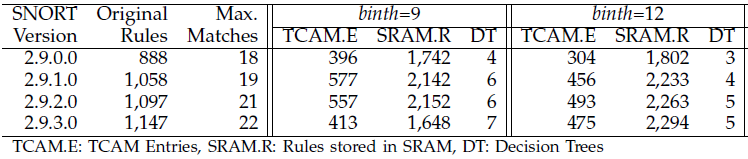 SNORT Original Max. binth=9 binth=12
Version Rules Matches TCAM.E SRAM.R DT TCAM.E SRAM.R DT
2.9.0.0 888 18 396 1,742 4 304 1,802 3
2.9.1.0 1,058 19 577 2,142 6 456 2,233 4
2.9.2.0 1,097 21 557 2,152 6 493 2,263 5
2.9.3.0 1,147 22 413 1,648 7 475 2,294 5
TCAM.E: TCAM Entries, SRAM.R: Rules stored in SRAM, DT: Decision Trees